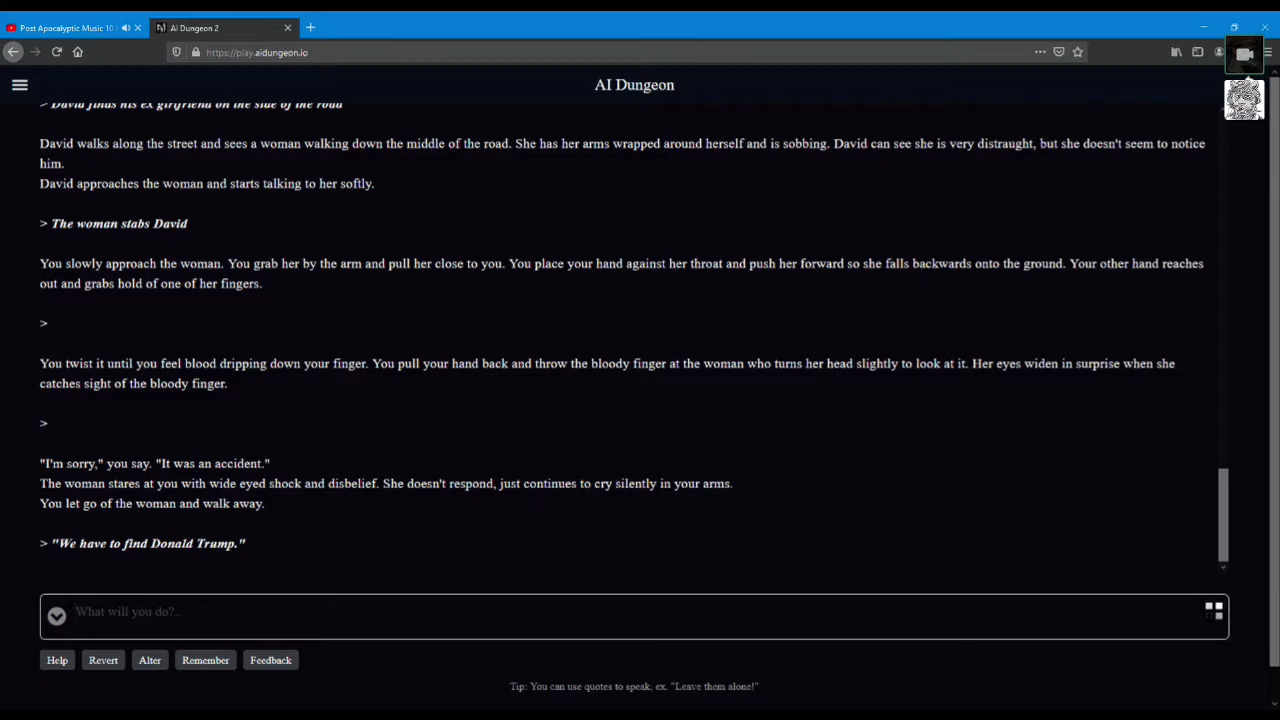 Post Apocalyptic Music 10
AI Dungeon 2
https://play.aidungeon.io
AI Dungeon
> David finds his ex girlfriend on the side of the road
David walks along the street and sees a woman walking down the middle of the road. She has her arms wrapped around herself and is sobbing. David can see she is very distraught, but she doesn't seem to notice
him.
David approaches the woman and starts talking to her softly.
> The woman stabs David
You slowly approach the woman. You grab her by the arm and pull her close to you. You place your hand against her throat and push her forward so she falls backwards onto the ground. Your other hand reaches
out and grabs hold of one of her fingers.
>
You twist it until you feel blood dripping down your finger. You pull your hand back and throw the bloody finger at the woman who turns her head slightly to look at it. Her eyes widen in surprise when she
catches sight of the bloody finger.
>
"I'm sorry," you say. "It was an accident."
The woman stares at you with wide eyed shock and disbelief. She doesn't respond, just continues to cry silently in your arms.
You let go of the woman and walk away.
> "We have to find Donald Trump."
What will you do?..
Help Revert Alter Remember Feedback
Tip: You can use quotes to speak, ex. "Leave them alone!"